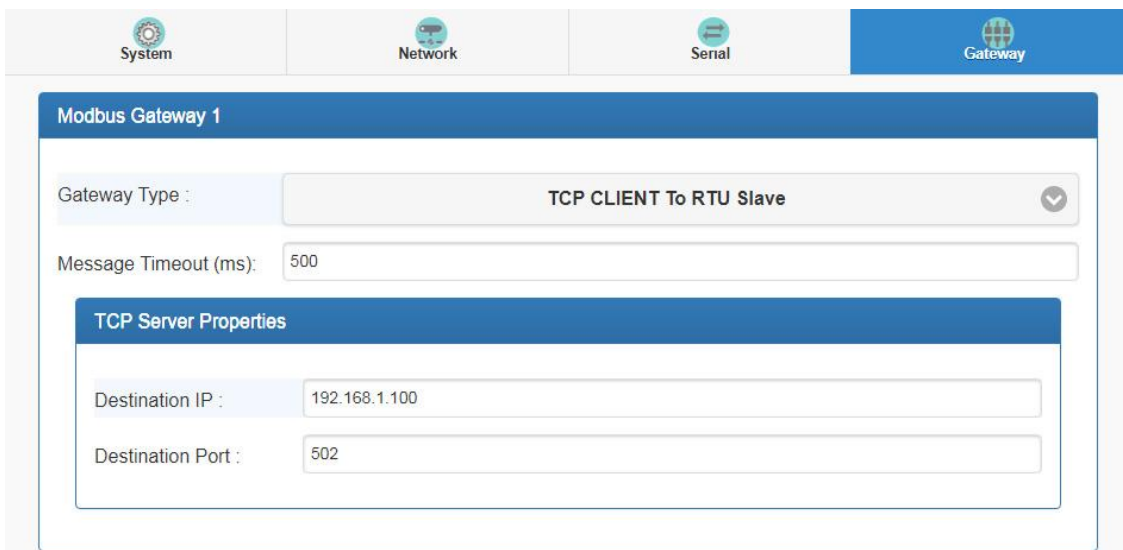 System Network Serial Gateway
Modbus Gateway 1
Gateway Type : TCP CLIENT To RTU Slave
Message Timeout (ms): 500
TCP Server Properties
Destination IP : 192.168.1.100
Destination Port : 502